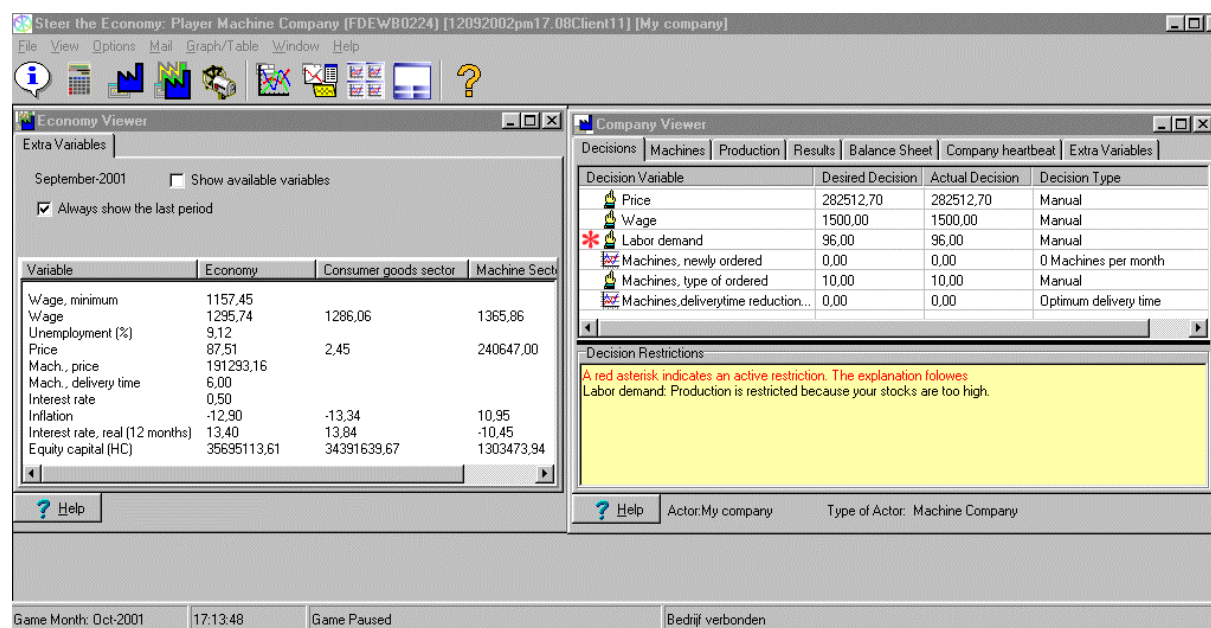 Steer the Economy: Player Machine Company (FDEWB0224) [12092002pm17.08Client11] [My company]
File View Options Mail Graph/Table Window Help
Economy Viewer
Extra Variables
September-2001 Show available variables
Always show the last period
Variable Economy Consumer goods sector Machine Secto
Wage, minimum 1157,45
Wage 1295,74 1286,06 1365,86
Unemployment (%) 9,12
Price 87,51 2,45 240647,00
Mach., price 191293,16
Mach., delivery time 6,00
Interest rate 0,50
Inflation -12,90 -13,34 10,95
Interest rate, real (12 months) 13,40 13,84 -10,45
Equity capital (HC) 35695113,61 34391639,67 1303473,94
Help
Company Viewer
Decisions Machines Production Results Balance Sheet Company heartbeat Extra Variables
Decision Variable Desired Decision Actual Decision Decision Type
Price 282512,70 282512,70 Manual
Wage 1500,00 1500,00 Manual
Labor demand 96,00 96,00 Manual
Machines, newly ordered 0,00 0,00 0 Machines per month
Machines, type of ordered 10,00 10,00 Manual
Machines,deliverytime reduction... 0,00 0,00 Optimum delivery time
Decision Restrictions
A red asterisk indicates an active restriction. The explanation folowes
Labor demand: Production is restricted because your stocks are too high.
Help Actor:My company Type of Actor: Machine Company
Game Month: Oct-2001 17:13:48 Game Paused Bedrijf verbonden